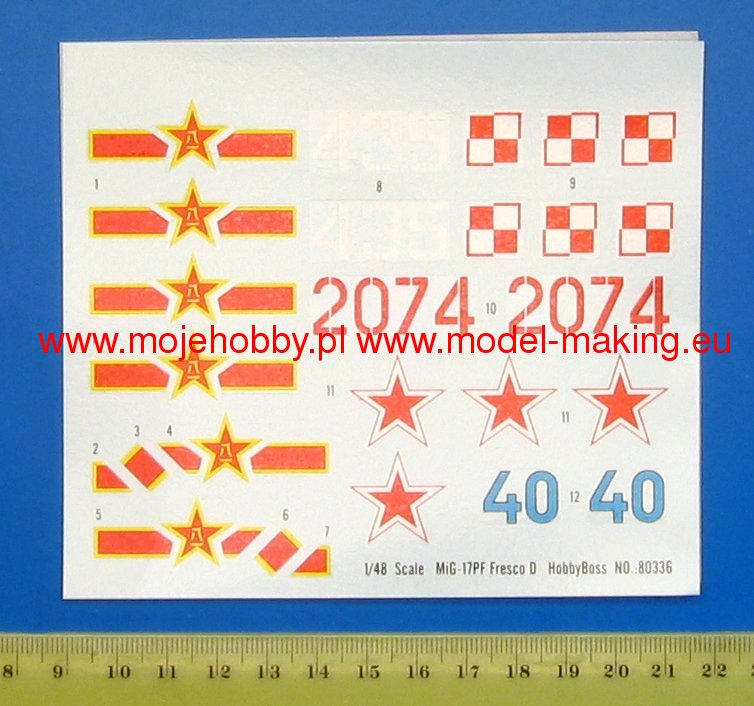 435
1
8
9
435
2074 10 2074
www.mojehobby.pl www.model-making.eu
11
11
2 3 4
40 12 40
5 6 7
1/48 Scale MiG-17PF Fresco D HobbyBoss NO.:80336
8 9 10 11 12 13 14 15 16 17 18 19 20 21 22